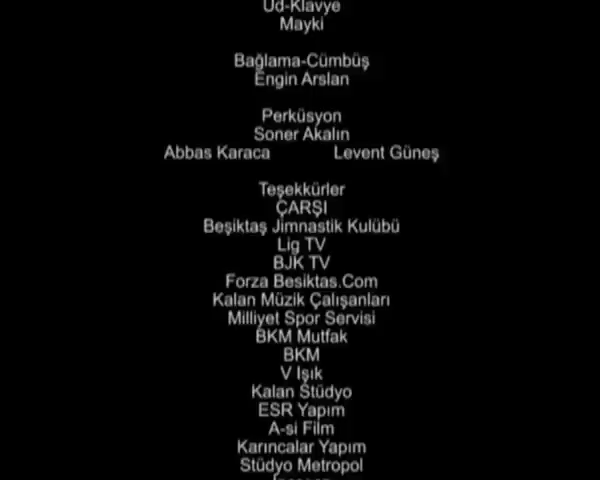 Ud-Klavye
Mayki
Bağlama-Cümbüş
Engin Arslan
Perküsyon
Soner Akalın
Abbas Karaca Levent Güneş
Teşekkürler
ÇARŞI
Beşiktaş Jimnastik Kulübü
Lig TV
BJK TV
Forza Besiktas.Com
Kalan Müzik Çalışanları
Milliyet Spor Servisi
BKM Mutfak
BKM
V Işık
Kalan Stüdyo
ESR Yapım
A-si Film
Karıncalar Yapım
Stüdyo Metropol